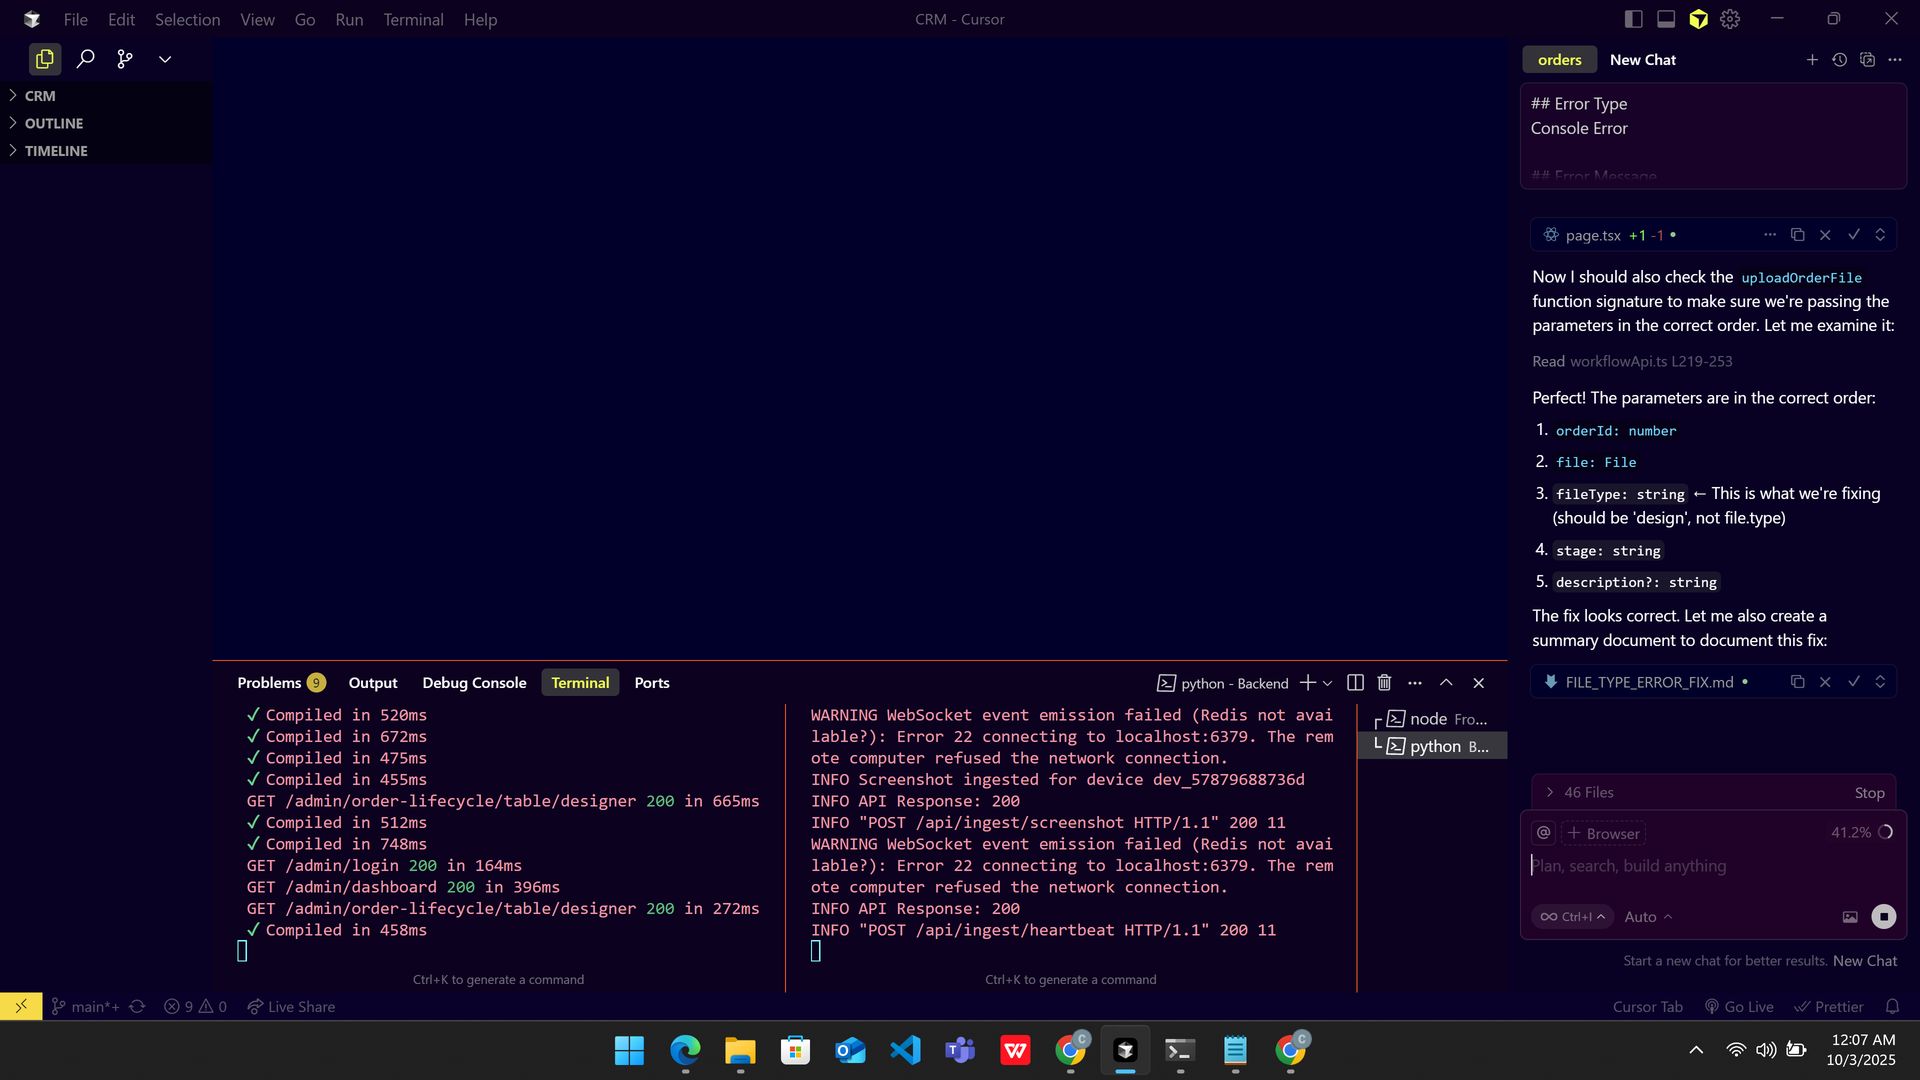 File Edit Selection View Go Run Terminal Help
CRM - Cursor
CRM
OUTLINE
TIMELINE
Problems 9 Output Debug Console Terminal Ports
python - Backend
✓ Compiled in 520ms
✓ Compiled in 672ms
✓ Compiled in 475ms
✓ Compiled in 455ms
GET /admin/order-lifecycle/table/designer 200 in 665ms
✓ Compiled in 512ms
✓ Compiled in 748ms
GET /admin/login 200 in 164ms
GET /admin/dashboard 200 in 396ms
GET /admin/order-lifecycle/table/designer 200 in 272ms
✓ Compiled in 458ms
Ctrl+K to generate a command
WARNING WebSocket event emission failed (Redis not avai
lable?): Error 22 connecting to localhost:6379. The rem
ote computer refused the network connection.
INFO Screenshot ingested for device dev_57879688736d
INFO API Response: 200
INFO "POST /api/ingest/screenshot HTTP/1.1" 200 11
WARNING WebSocket event emission failed (Redis not avai
lable?): Error 22 connecting to localhost:6379. The rem
ote computer refused the network connection.
INFO API Response: 200
INFO "POST /api/ingest/heartbeat HTTP/1.1" 200 11
Ctrl+K to generate a command
node Fro...
python B...
orders New Chat
## Error Type
Console Error
## Error Message
page.tsx +1 -1
Now I should also check the uploadOrderFile
function signature to make sure we're passing the
parameters in the correct order. Let me examine it:
Read workflowApi.ts L219-253
Perfect! The parameters are in the correct order:
1. orderId: number
2. file: File
3. fileType: string ← This is what we're fixing
(should be 'design', not file.type)
4. stage: string
5. description?: string
The fix looks correct. Let me also create a
summary document to document this fix:
FILE_TYPE_ERROR_FIX.md
46 Files Stop
@ + Browser 41.2%
Plan, search, build anything
∞ Ctrl+I Auto
Start a new chat for better results. New Chat
main*+ 9 0 Live Share
Cursor Tab Go Live Prettier
12:07 AM
10/3/2025